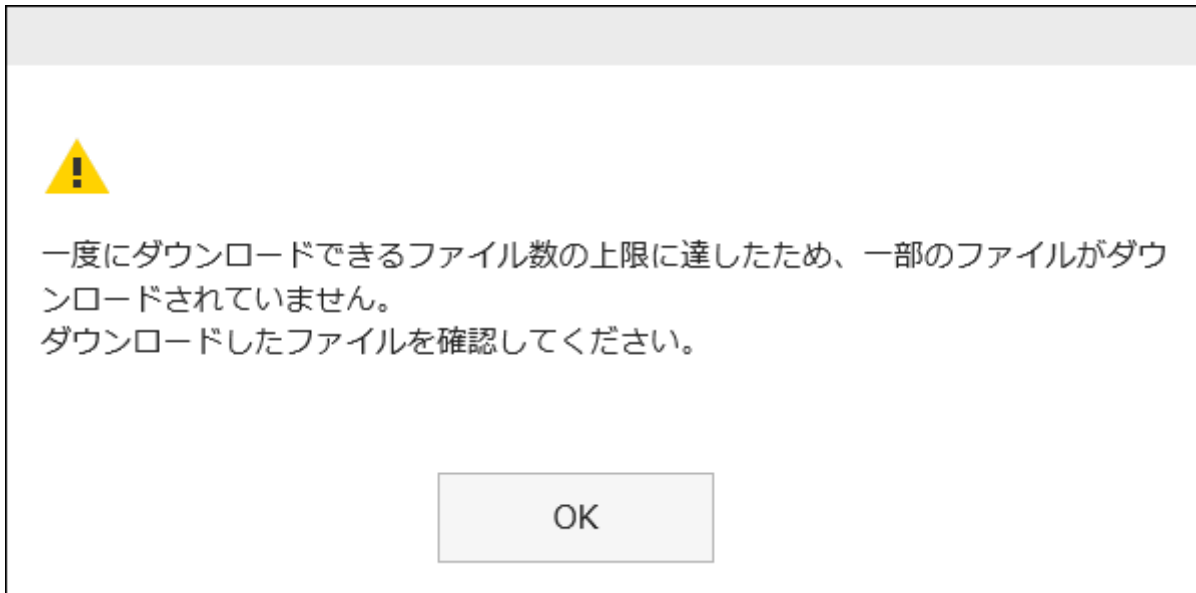 一度にダウンロードできるファイル数の上限に達したため、一部のファイルがダウ
ンロードされていません。
ダウンロードしたファイルを確認してください。
OK